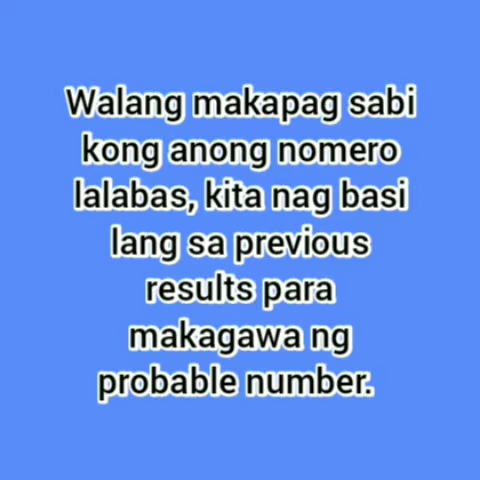 Walang makapag sabi
kong anong nomero
lalabas, kita nag basi
lang sa previous
results para
makagawa ng
probable number.